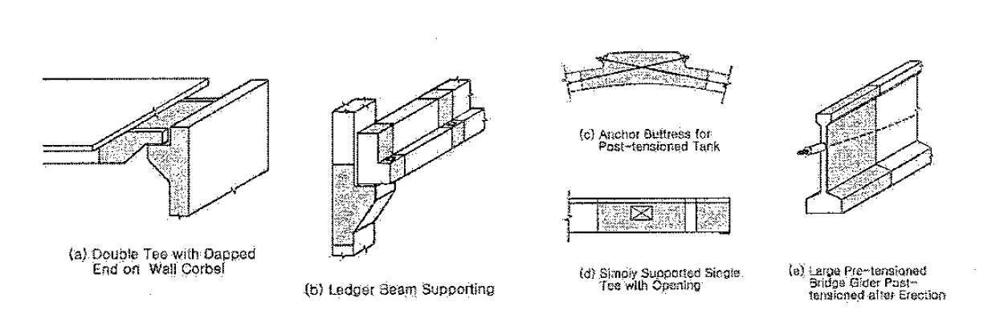 (a) Double Tee with Dapped
End on Wall Corbel
(b) Ledger Beam Supporting
(c) Anchor Buttress for
Post-tensioned Tank
(d) Simply Supported Single
Tee with Opening
(e) Large Pre-tensioned
Bridge Gider Post-
tensioned after Erection